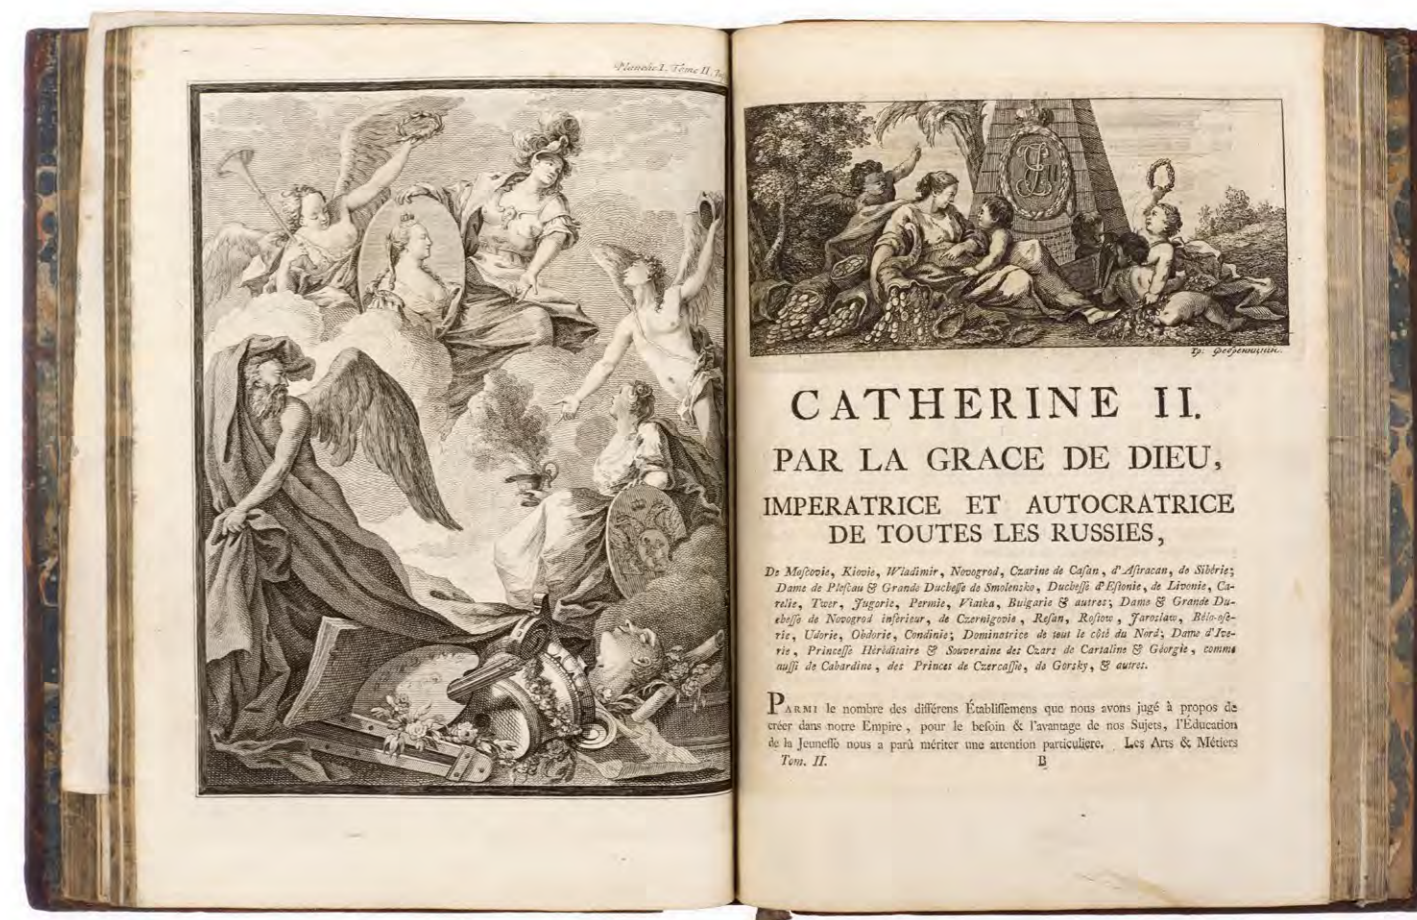 Planche I. Tome II.
CATHERINE II.
PAR LA GRACE DE DIEU,
IMPERATRICE ET AUTOCRATRICE
DE TOUTES LES RUSSIES,
De Moſcovie, Kiovie, Wladimir, Novogrod, Czarine de Caſan, d'Aſtracan, de Sibérie;
Dame de Pleſcau & Grande Ducheſſe de Smolensko, Ducheſſe d'Eſtonie, de Livonie, Ca-
relie, Twer, Jugorie, Permie, Viatka, Bulgarie & autres; Dame & Grande Du-
cheſſe de Novogrod inférieur, de Czernigovie, Reſan, Roſtow, Jaroslaw, Bélo-oſe-
rie, Udorie, Obdorie, Condinie; Dominatrice de tout le côté du Nord; Dame d'Ive-
rie, Princeſſe Héréditaire & Souveraine des Czars de Cartaline & Géorgie, comme
auſſi de Cabardine, des Princes de Czercaſſie, de Gorsky, & autres.
PARMI le nombre des différens Établiſſemens que nous avons jugé à propos de
créer dans notre Empire, pour le beſoin & l'avantage de nos Sujets, l'Éducation
de la Jeuneſſe nous a parû mériter une attention particuliere. Les Arts & Métiers
Tom. II. B